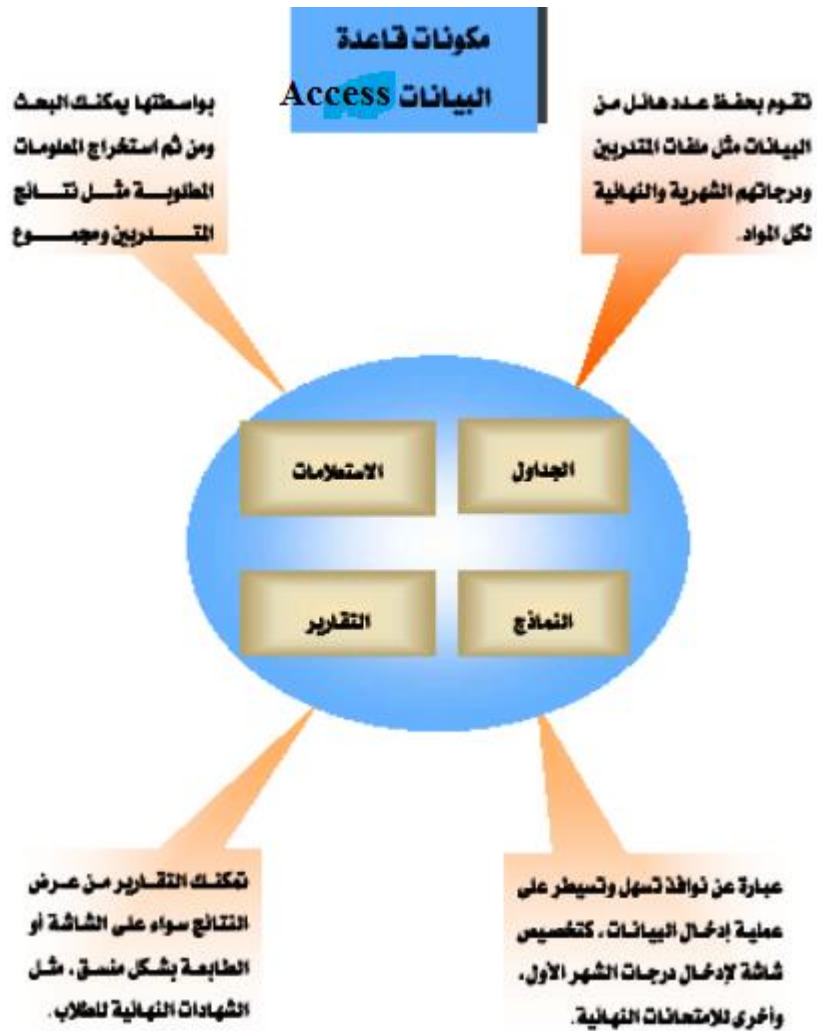 مكونات قاعدة
البيانات Access
تقوم بحفظ عدد هائل من
البيانات مثل ملفات المتدربين
ودرجاتهم الشهرية والنهائية
لكل المواد.
بواسطتها يمكنك البحث
ومن ثم استخراج المعلومات
المطلوبة مثل نتائج
المتدربين ومجموع
الجداول
الاستعلامات
النماذج
التقارير
عبارة عن نوافذ تسهل وتسيطر على
عملية إدخال البيانات، كتخصيص
شاشة لإدخال درجات الشهر الأول،
وأخرى للامتحانات النهائية.
تمكنك التقارير من عرض
النتائج سواء على الشاشة أو
الطابعة بشكل منسق، مثل
الشهادات النهائية للطلاب.